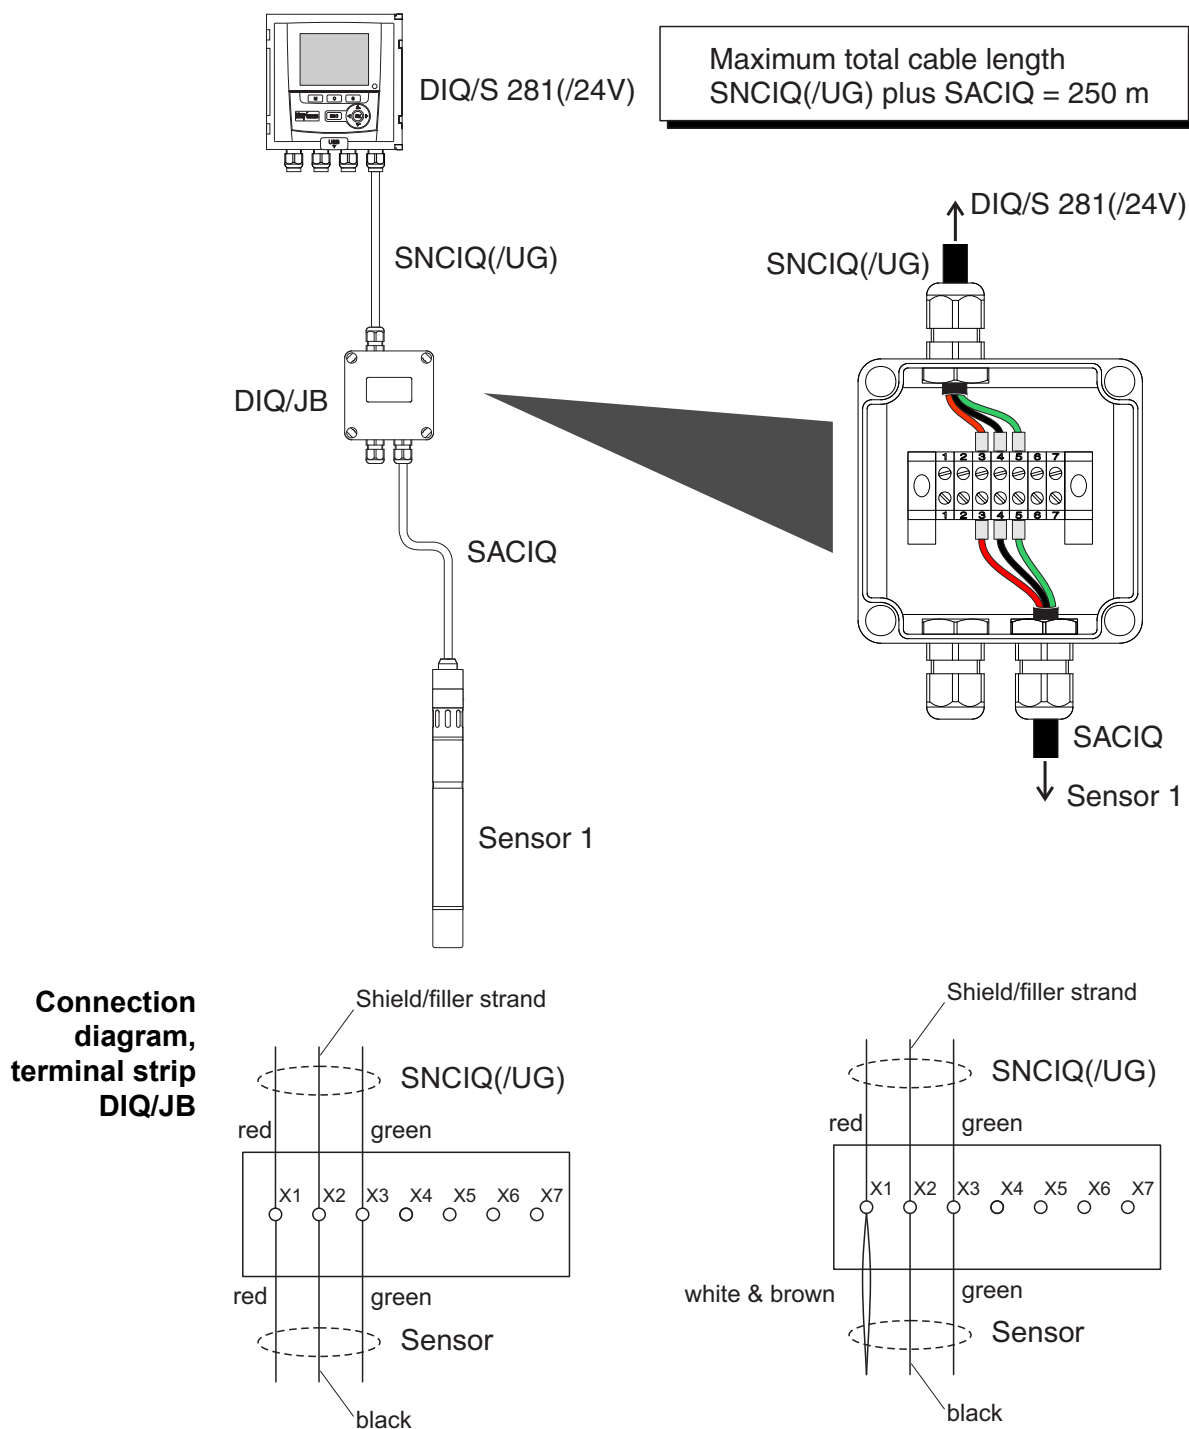 DIQ/S 281(/24V)
Maximum total cable length
SNCIQ(/UG) plus SACIQ = 250 m
M
C
S
ESC
OK
USB
DIQ/S 281(/24V)
SNCIQ(/UG)
SNCIQ(/UG)
DIQ/JB
1 2 3 4 5 6 7
1 2 3 4 5 6 7
SACIQ
SACIQ
Sensor 1
Sensor 1
Connection
diagram,
terminal strip
DIQ/JB
Shield/filler strand
SNCIQ(/UG)
red
green
X1 X2 X3 X4 X5 X6 X7
red
green
Sensor
black
Shield/filler strand
SNCIQ(/UG)
red
green
X1 X2 X3 X4 X5 X6 X7
white & brown
green
Sensor
black